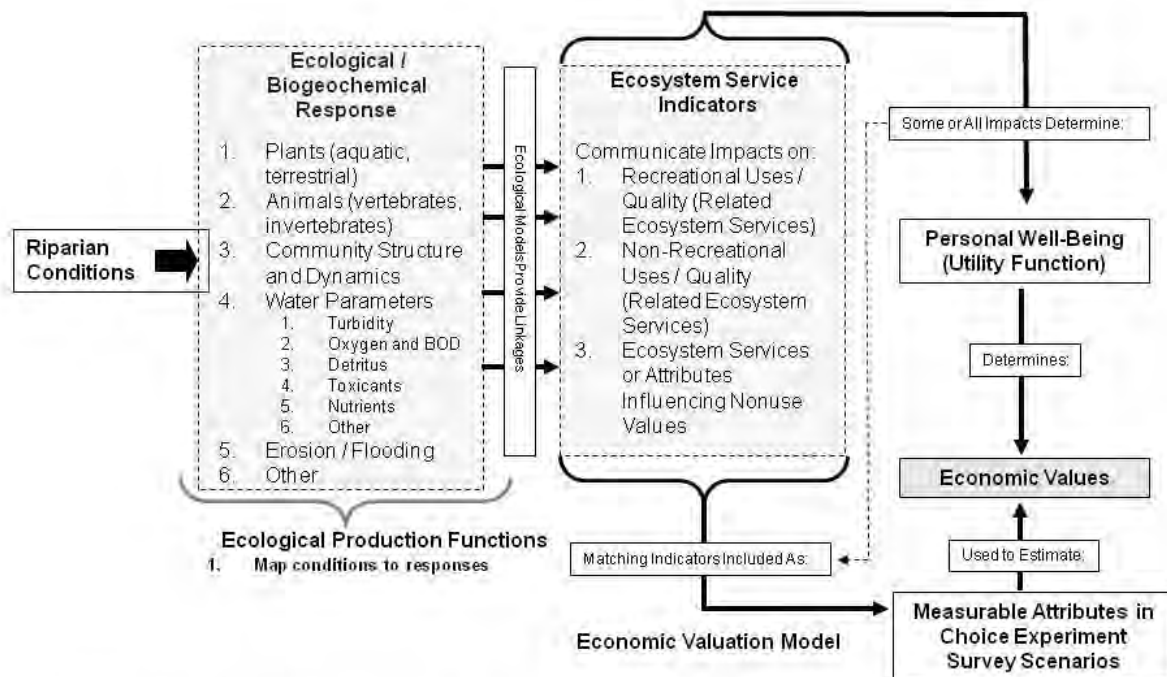 Riparian
Conditions
Ecological /
Biogeochemical
Response
1. Plants (aquatic,
terrestrial)
2. Animals (vertebrates,
invertebrates)
3. Community Structure
and Dynamics
4. Water Parameters
1. Turbidity
2. Oxygen and BOD
3. Detritus
4. Toxicants
5. Nutrients
6. Other
5. Erosion / Flooding
6. Other
Ecological Production Functions
1. Map conditions to responses
Ecological Models Provide Linkages
Ecosystem Service
Indicators
Communicate Impacts on:
1. Recreational Uses /
Quality (Related
Ecosystem Services)
2. Non-Recreational
Uses / Quality
(Related Ecosystem
Services)
3. Ecosystem Services
or Attributes
Influencing Nonuse
Values
Matching Indicators Included As:
Economic Valuation Model
Some or All Impacts Determine:
Personal Well-Being
(Utility Function)
Determines:
Economic Values
Used to Estimate:
Measurable Attributes in
Choice Experiment
Survey Scenarios